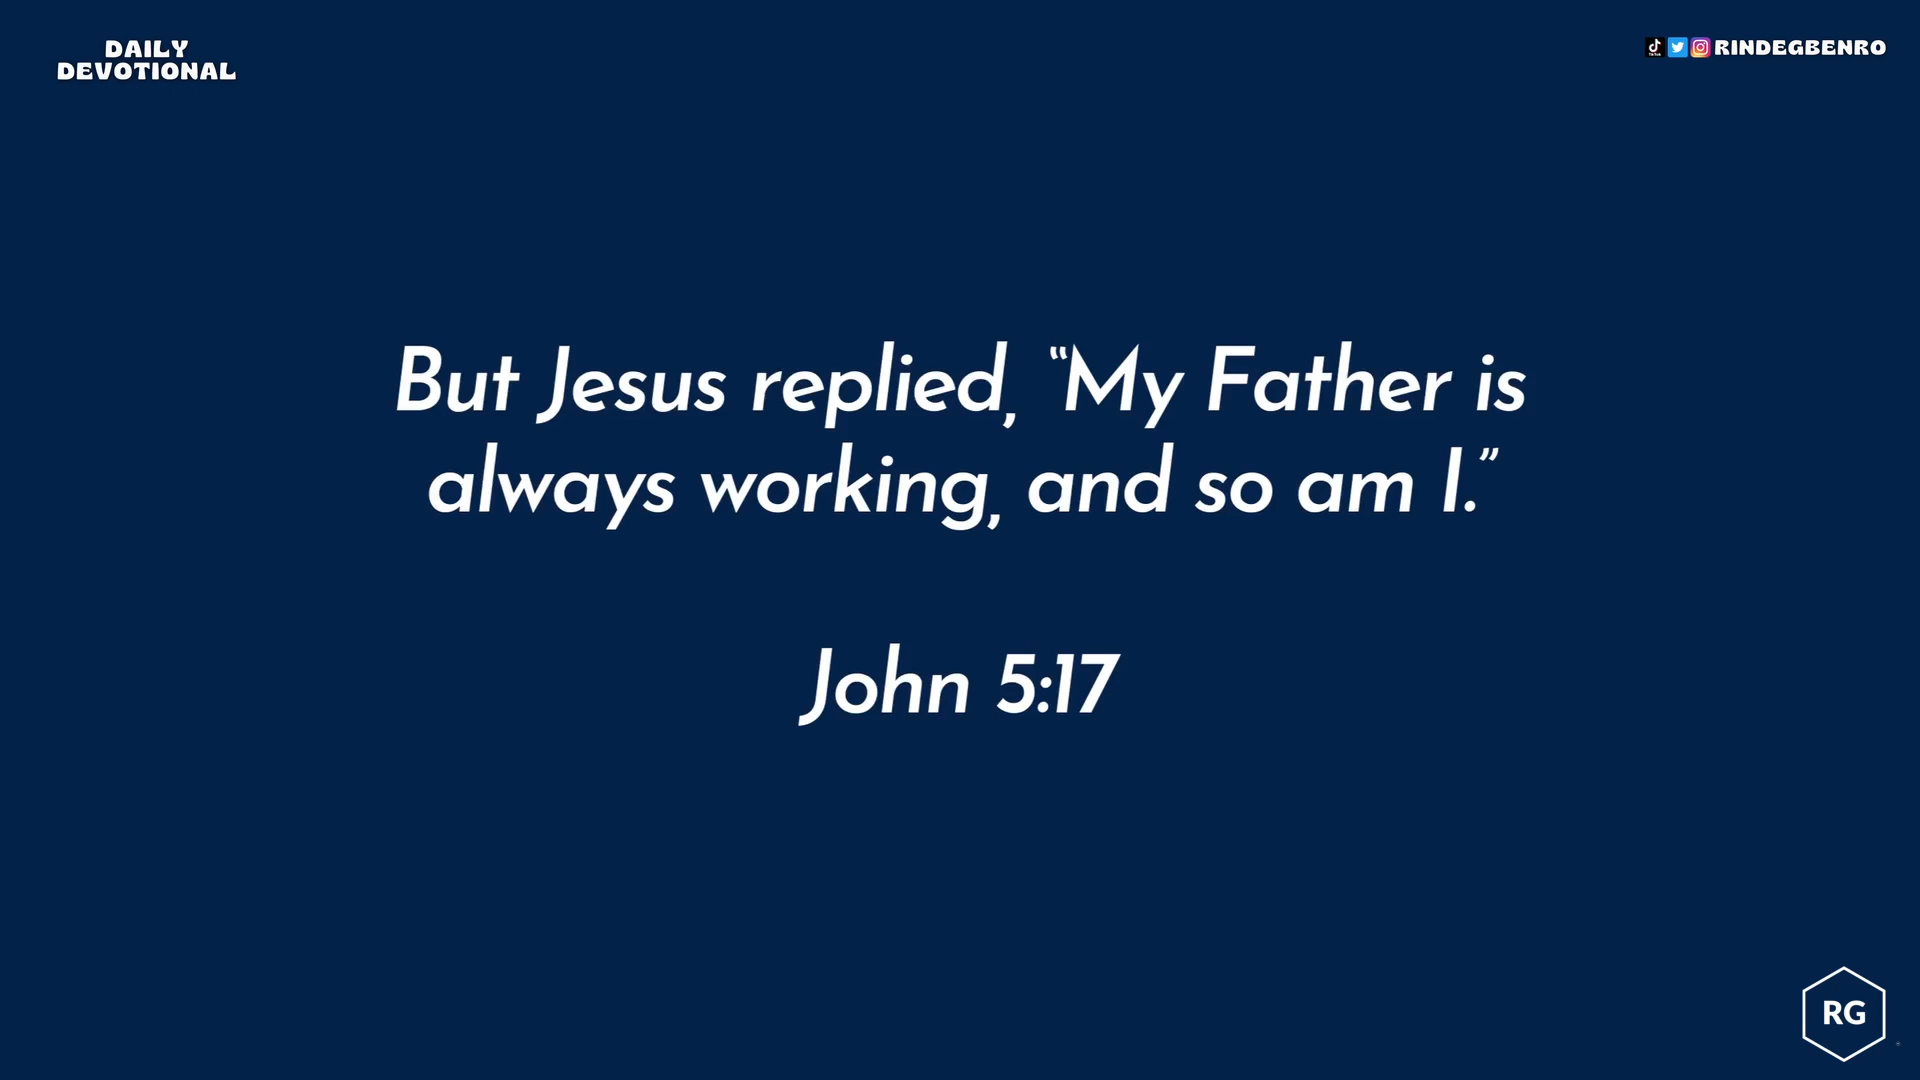 DAILY
DEVOTIONAL
RINDEGBENRO
But Jesus replied, “My Father is
always working, and so am I.”
John 5:17
RG